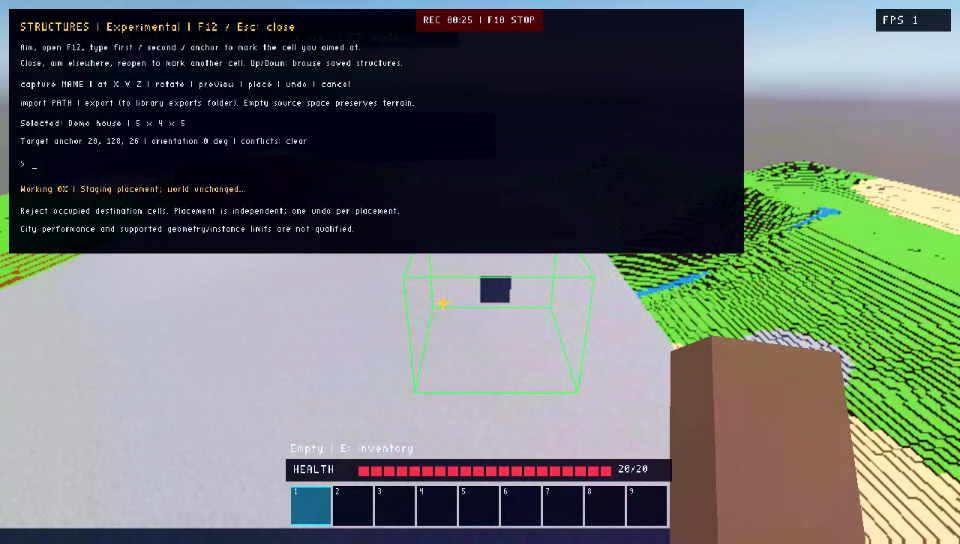 STRUCTURES | Experimental | F12 / Esc: close
REC 00:25 | F10 STOP
FPS 1
Aim, open F12, type first / second / anchor to mark the cell you aimed at.
Close, aim elsewhere, reopen to mark another cell. Up/Down: browse saved structures.
capture NAME | at X Y Z | rotate | preview | place | undo | cancel
import PATH | export (to library exports folder). Empty source space preserves terrain.
Selected: Demo house | 5 x 4 x 5
Target anchor 20, 128, 26 | orientation 0 deg | conflicts: clear
> _
Working 0% | Staging placement; world unchanged...
Reject occupied destination cells. Placement is independent; one undo per placement.
City performance and supported geometry/instance limits are not qualified.
Empty | E: inventory
HEALTH 20/20
1 2 3 4 5 6 7 8 9